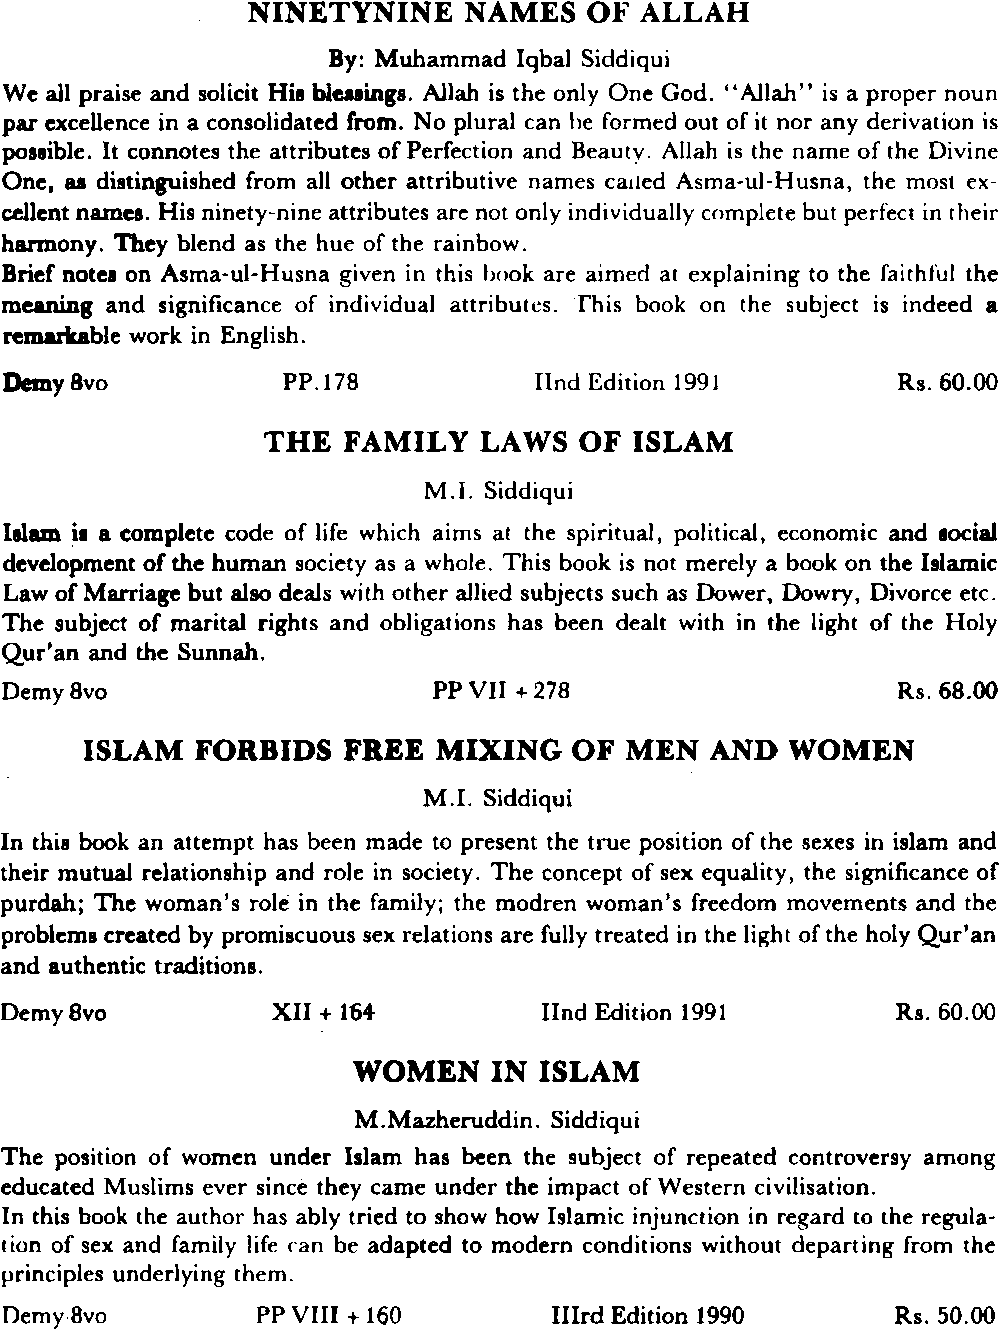 NINETYNINE NAMES OF ALLAH
By: Muhammad Iqbal Siddiqui
We all praise and solicit His blessings. Allah is the only One God. "Allah" is a proper noun
par excellence in a consolidated from. No plural can be formed out of it nor any derivation is
possible. It connotes the attributes of Perfection and Beauty. Allah is the name of the Divine
One, as distinguished from all other attributive names called Asma-ul-Husna, the most ex-
cellent names. His ninety-nine attributes are not only individually complete but perfect in their
harmony. They blend as the hue of the rainbow.
Brief notes on Asma-ul-Husna given in this book are aimed at explaining to the faithful the
meaning and significance of individual attributes. This book on the subject is indeed a
remarkable work in English.
Demy 8vo PP.178 IInd Edition 1991 Rs. 60.00
THE FAMILY LAWS OF ISLAM
M.I. Siddiqui
Islam is a complete code of life which aims at the spiritual, political, economic and social
development of the human society as a whole. This book is not merely a book on the Islamic
Law of Marriage but also deals with other allied subjects such as Dower, Dowry, Divorce etc.
The subject of marital rights and obligations has been dealt with in the light of the Holy
Qur'an and the Sunnah.
Demy 8vo PP VII + 278 Rs. 68.00
ISLAM FORBIDS FREE MIXING OF MEN AND WOMEN
M.I. Siddiqui
In this book an attempt has been made to present the true position of the sexes in islam and
their mutual relationship and role in society. The concept of sex equality, the significance of
purdah; The woman's role in the family; the modren woman's freedom movements and the
problems created by promiscuous sex relations are fully treated in the light of the holy Qur'an
and authentic traditions.
Demy 8vo XII + 164 IInd Edition 1991 Rs. 60.00
WOMEN IN ISLAM
M.Mazheruddin. Siddiqui
The position of women under Islam has been the subject of repeated controversy among
educated Muslims ever since they came under the impact of Western civilisation.
In this book the author has ably tried to show how Islamic injunction in regard to the regula-
tion of sex and family life can be adapted to modern conditions without departing from the
principles underlying them.
Demy 8vo PP VIII + 160 IIIrd Edition 1990 Rs. 50.00